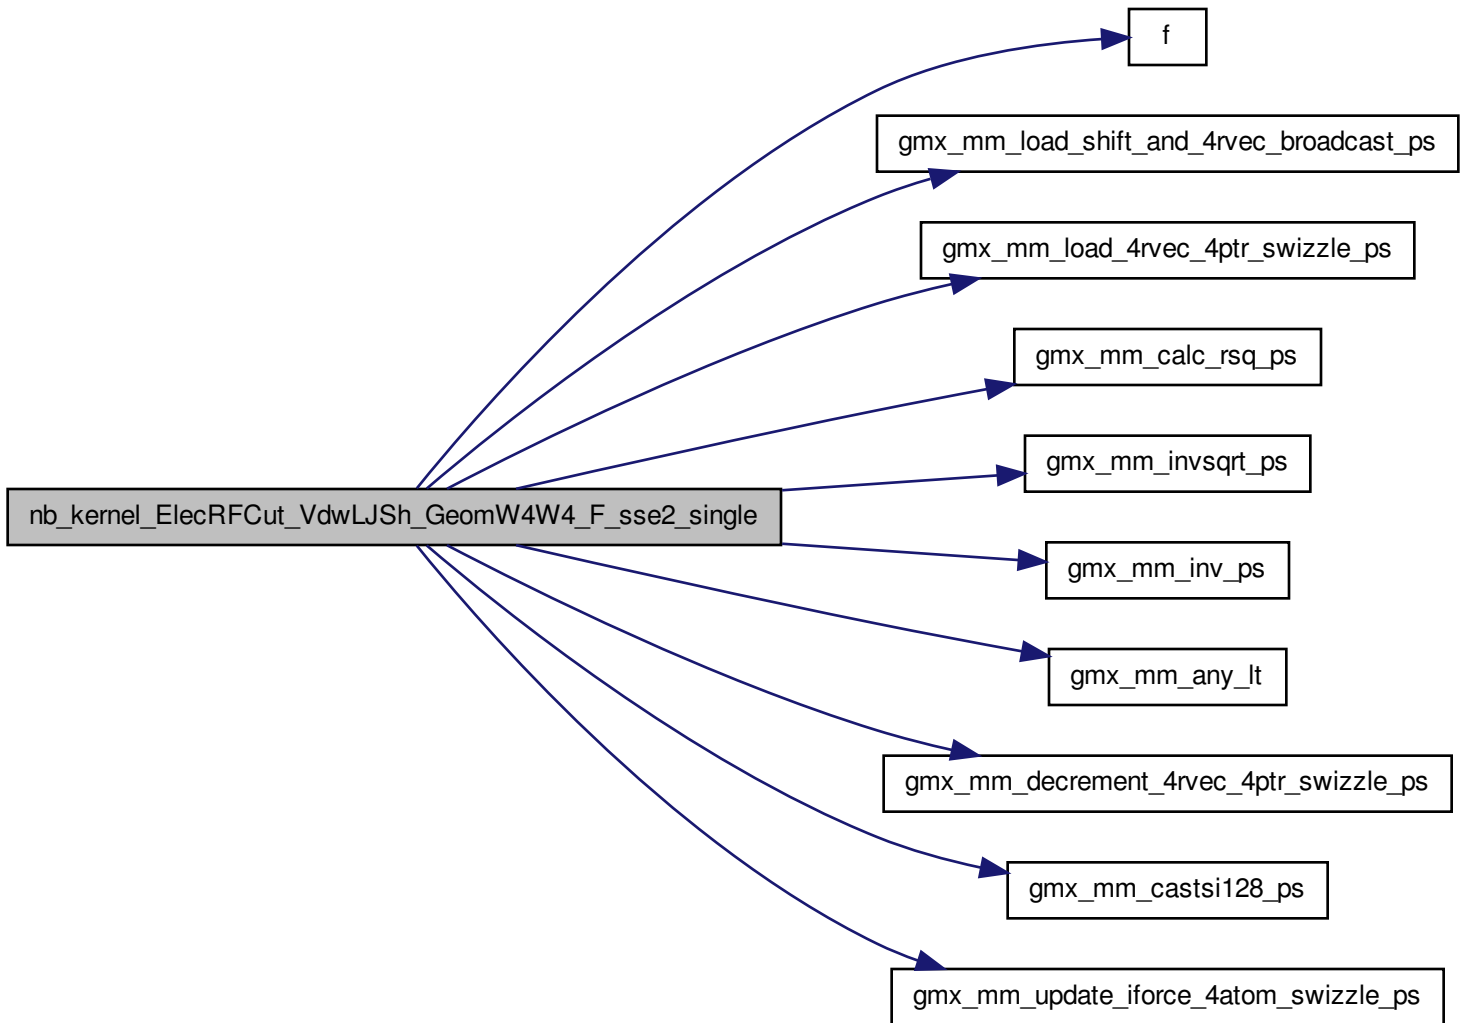 f
gmx_mm_load_shift_and_4rvec_broadcast_ps
gmx_mm_load_4rvec_4ptr_swizzle_ps
gmx_mm_calc_rsq_ps
gmx_mm_invsqrt_ps
nb_kernel_ElecRFCut_VdwLJSh_GeomW4W4_F_sse2_single
gmx_mm_inv_ps
gmx_mm_any_lt
gmx_mm_decrement_4rvec_4ptr_swizzle_ps
gmx_mm_castsi128_ps
gmx_mm_update_iforce_4atom_swizzle_ps